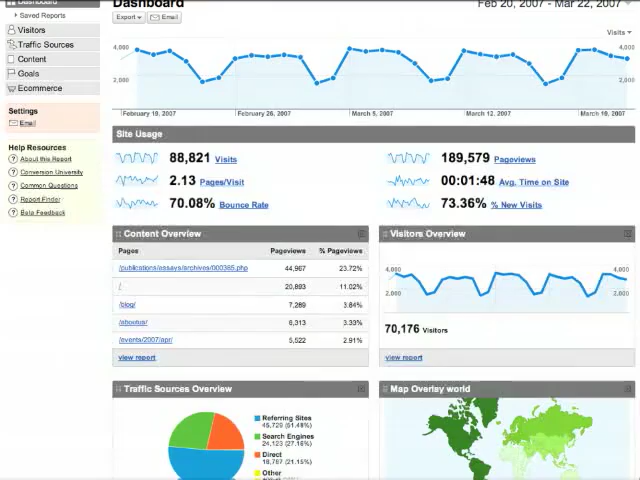 Dashboard
Feb 20, 2007 - Mar 22, 2007
Dashboard
Saved Reports
Visitors
Traffic Sources
Content
Goals
Ecommerce
Settings
Email
Help Resources
About this Report
Conversion University
Common Questions
Report Finder
Beta Feedback
Export
Email
Visits
4,000
2,000
4,000
2,000
February 19, 2007
February 26, 2007
March 5, 2007
March 12, 2007
March 19, 2007
Site Usage
88,821 Visits
2.13 Pages/Visit
70.08% Bounce Rate
189,579 Pageviews
00:01:48 Avg. Time on Site
73.36% % New Visits
Content Overview
Pages Pageviews % Pageviews
/publications/essays/archives/000385.php 44,967 23.72%
/ 20,893 11.02%
/blog/ 7,289 3.84%
/aboutus/ 6,313 3.33%
/events/2007/apr/ 5,522 2.91%
view report
Visitors Overview
4,000
2,000
4,000
2,000
70,176 Visitors
view report
Traffic Sources Overview
Referring Sites
45,729 (51.48%)
Search Engines
24,123 (27.16%)
Direct
18,787 (21.15%)
Other
Map Overlay world